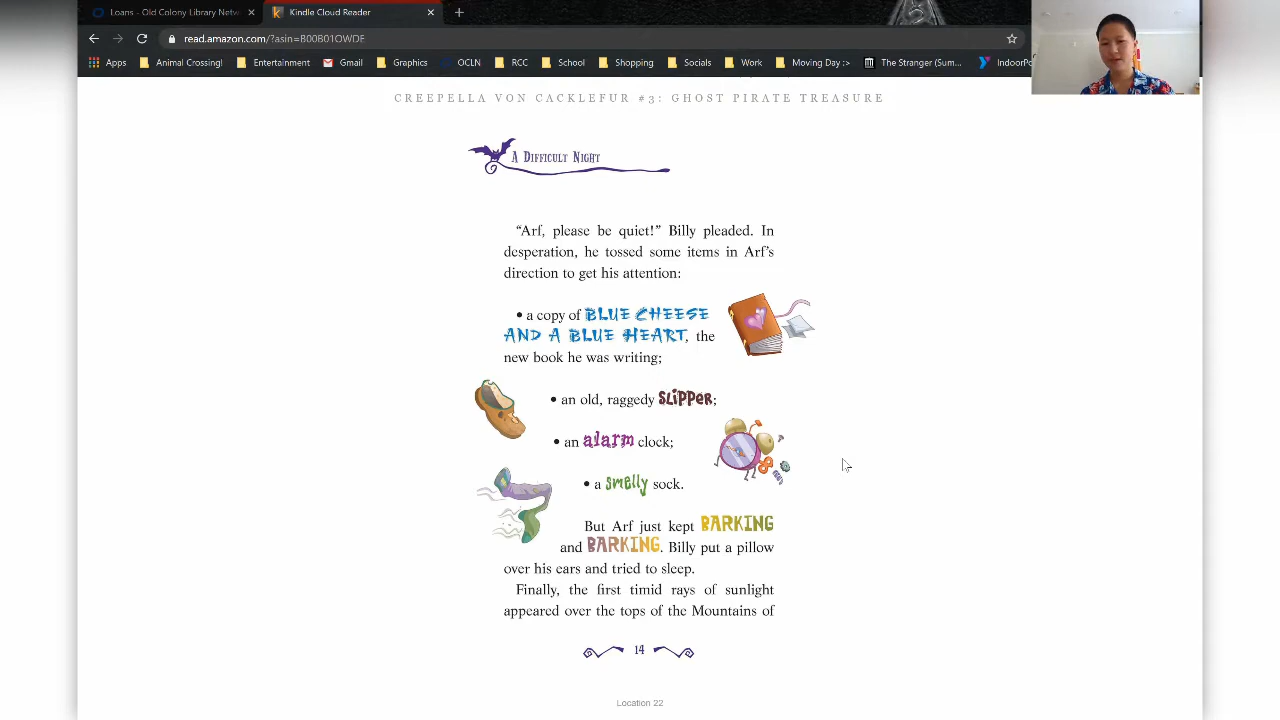 Loans - Old Colony Library Netw
Kindle Cloud Reader
read.amazon.com/?asin=B00B01OWDE
Apps
Animal Crossing!
Entertainment
Gmail
Graphics
OCLN
RCC
School
Shopping
Socials
Work
Moving Day :>
The Stranger (Sum...
IndoorPo
CREEPELLA VON CACKLEFUR #3: GHOST PIRATE TREASURE
A Difficult Night
“Arf, please be quiet!” Billy pleaded. In
desperation, he tossed some items in Arf’s
direction to get his attention:
• a copy of BLUE CHEESE
AND A BLUE HEART, the
new book he was writing;
• an old, raggedy slipper;
• an alarm clock;
• a smelly sock.
But Arf just kept BARKING
and BARKING. Billy put a pillow
over his ears and tried to sleep.
Finally, the first timid rays of sunlight
appeared over the tops of the Mountains of
14
Location 22